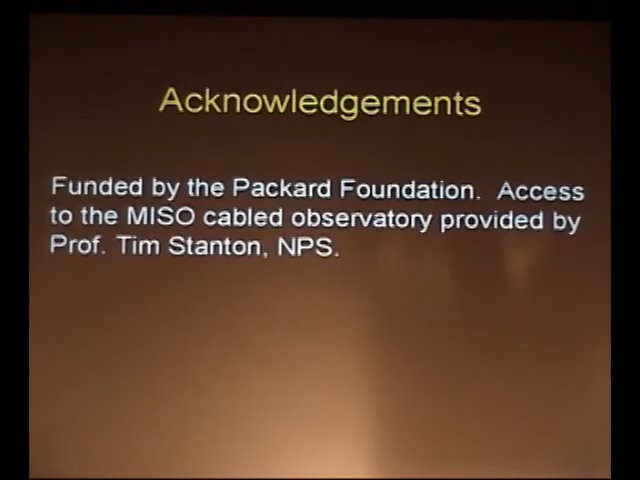 Acknowledgements
Funded by the Packard Foundation.  Access
to the MISO cabled observatory provided by
Prof. Tim Stanton, NPS.